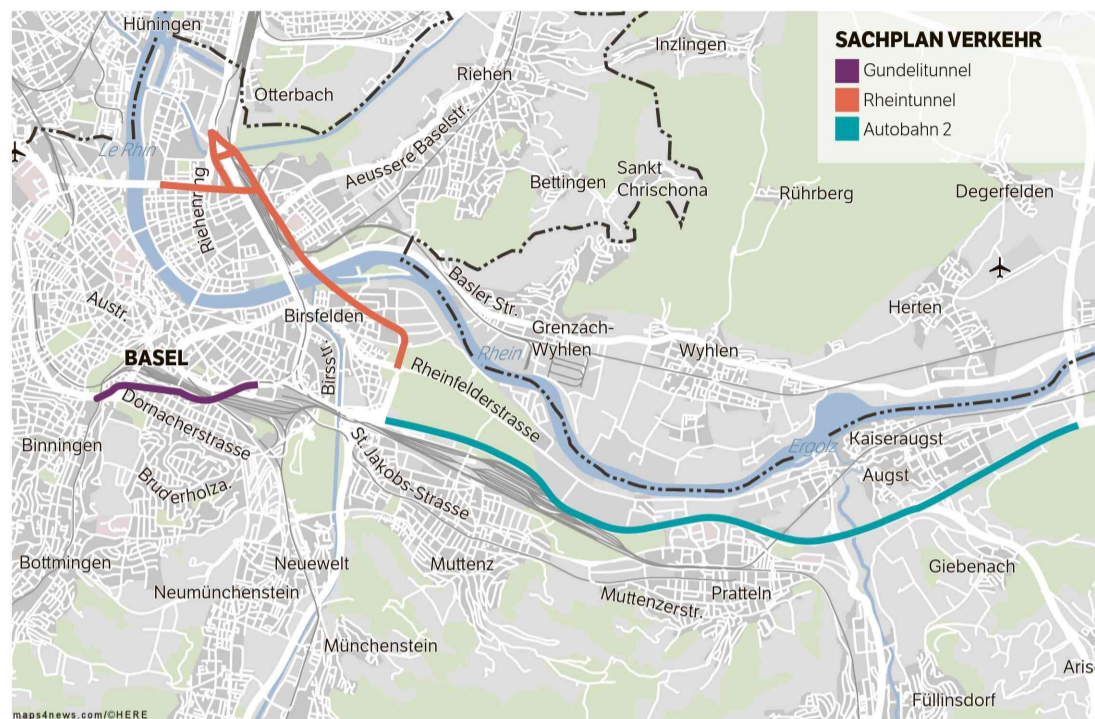 SACHPLAN VERKEHR
Gundelitunnel
Rheintunnel
Autobahn 2
Hüningen
Inzlingen
Riehen
Otterbach
Le Rhin
Aeussere Baselstr.
Riehenring
Bettingen
Sankt
Chrischona
Rührberg
Degerfelden
Basler Str.
Austr.
Birsfelden
Herten
Grenzach-
Wyhlen
Rhein
Wyhlen
BASEL
Birsstr.
Rheinfelderstrasse
Dornacherstrasse
Binningen
St. Jakobs-Strasse
Ergolz
Kaiseraugst
Augst
Bruderholza.
Bottmingen
Neuewelt
Muttenz
Giebenach
Neumünchenstein
Muttenzerstr.
Pratteln
Münchenstein
Aris
Füllinsdorf
maps4news.com/©HERE